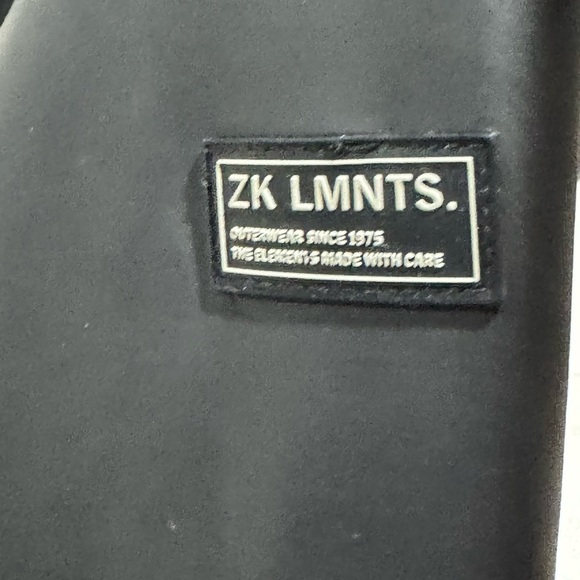 ZK LMNTS.
OUTERWEAR SINCE 1975
THE ELEMENTS MADE WITH CARE